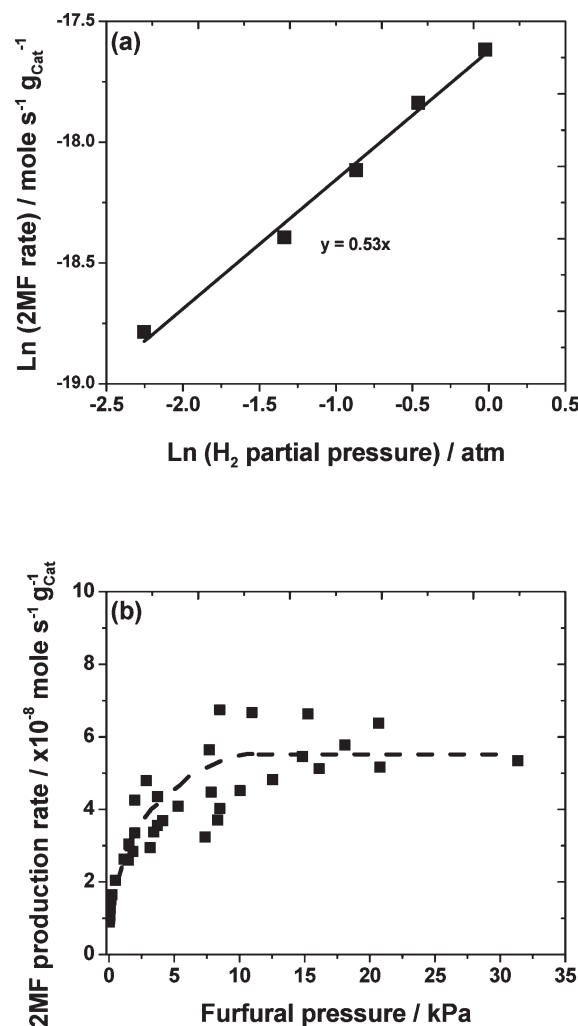 (a)
Ln (2MF rate) / mole s⁻¹ g_Cat⁻¹
-17.5
-18.0
-18.5
-19.0
y = 0.53x
-2.5 -2.0 -1.5 -1.0 -0.5 0.0 0.5
Ln (H₂ partial pressure) / atm
(b)
2MF production rate / x10⁻⁸ mole s⁻¹ g⁻¹_Cat
10
8
6
4
2
0
0 5 10 15 20 25 30 35
Furfural pressure / kPa